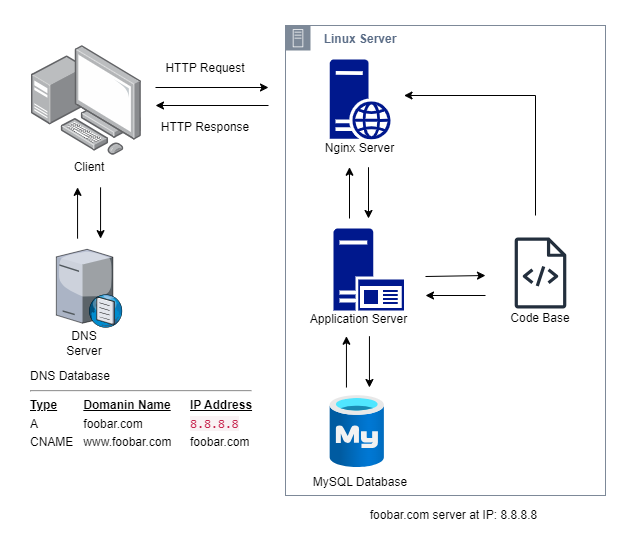 Linux Server
HTTP Request
HTTP Response
Client
Nginx Server
Application Server
</>
Code Base
DNS
Server
DNS Database
Type Domanin Name IP Address
A foobar.com 8.8.8.8
CNAME www.foobar.com foobar.com
My
MySQL Database
foobar.com server at IP: 8.8.8.8